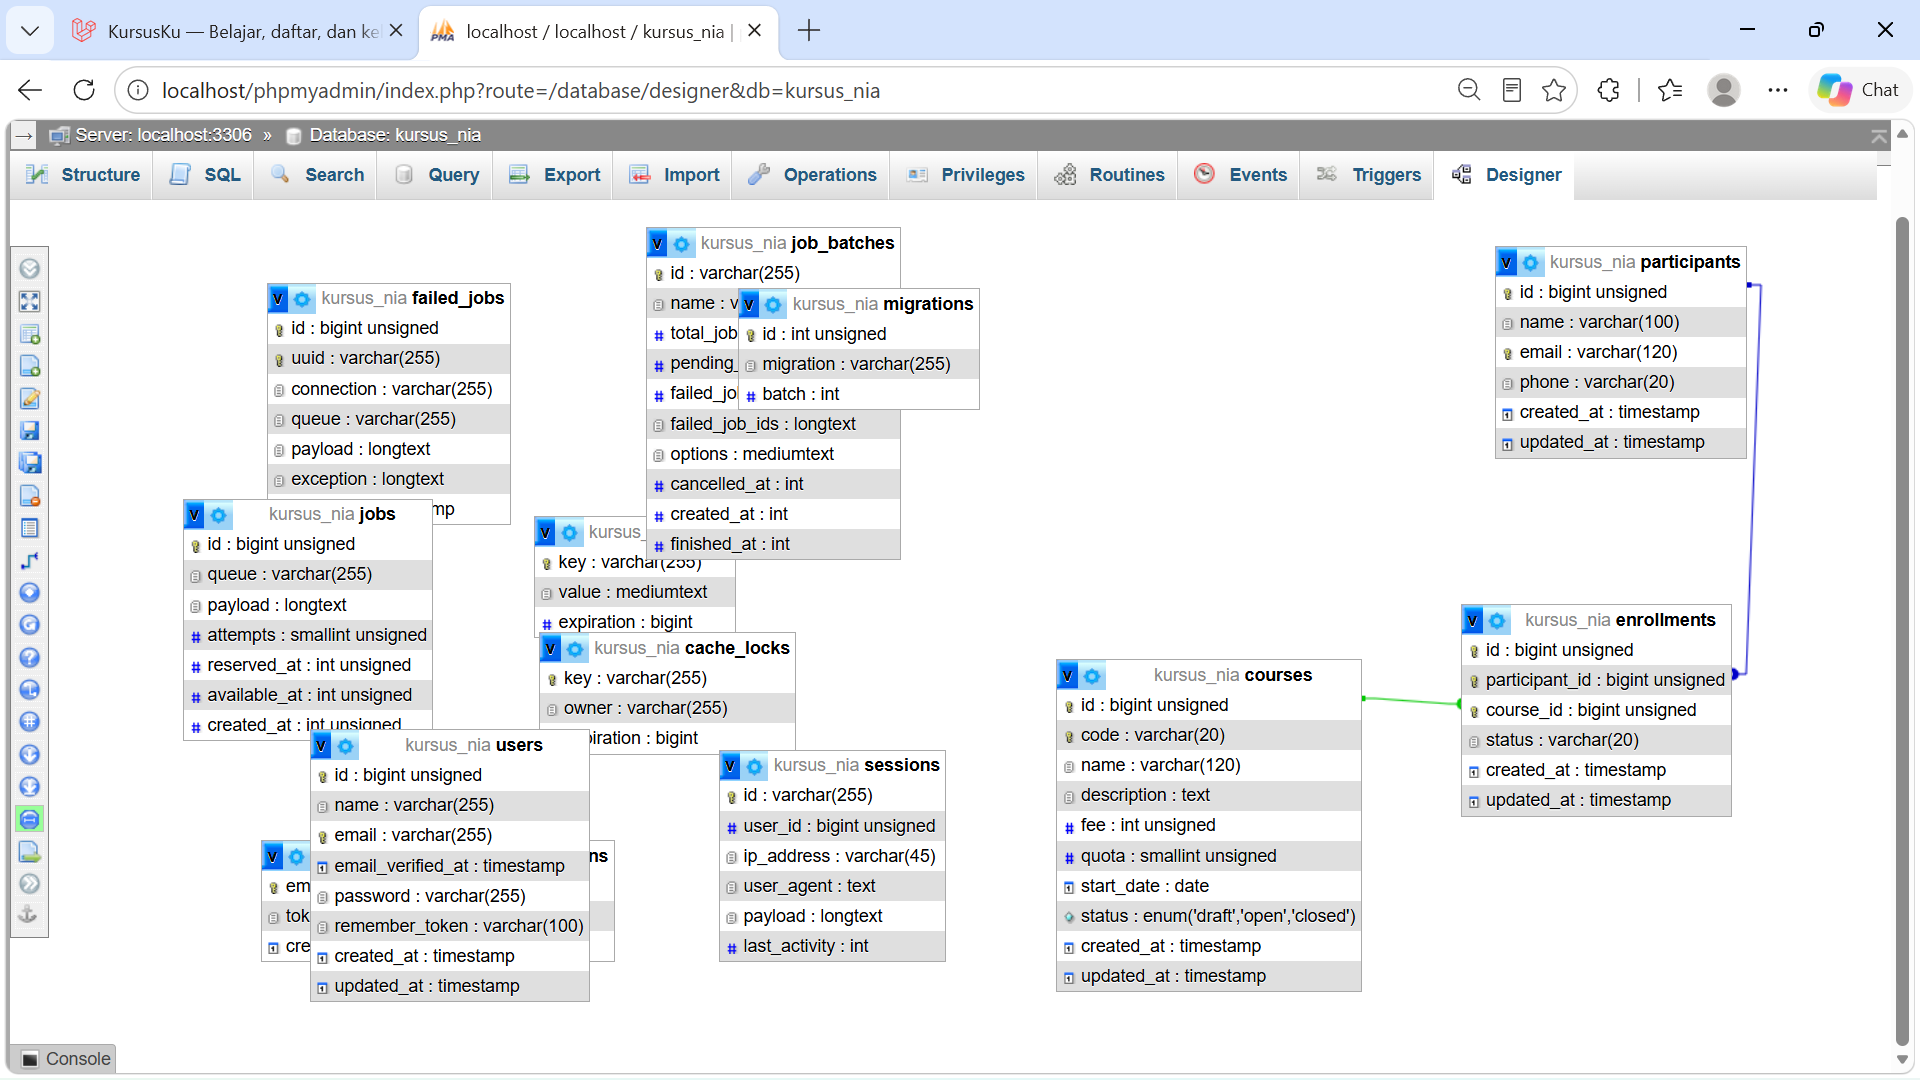 KursusKu — Belajar, daftar, dan ke
localhost / localhost / kursus_nia |
localhost/phpmyadmin/index.php?route=/database/designer&db=kursus_nia
Chat
Server: localhost:3306 » Database: kursus_nia
Structure
SQL
Search
Query
Export
Import
Operations
Privileges
Routines
Events
Triggers
Designer
kursus_nia failed_jobs
id : bigint unsigned
uuid : varchar(255)
connection : varchar(255)
queue : varchar(255)
payload : longtext
exception : longtext
mp
kursus_nia jobs
id : bigint unsigned
queue : varchar(255)
payload : longtext
attempts : smallint unsigned
reserved_at : int unsigned
available_at : int unsigned
created_at : int unsigned
kursus_nia users
id : bigint unsigned
name : varchar(255)
email : varchar(255)
email_verified_at : timestamp
password : varchar(255)
remember_token : varchar(100)
created_at : timestamp
updated_at : timestamp
ns
em
tok
cre
kursus_nia job_batches
id : varchar(255)
name : v
total_job
pending_
failed_jo
failed_job_ids : longtext
options : mediumtext
cancelled_at : int
created_at : int
finished_at : int
kursus_nia migrations
id : int unsigned
migration : varchar(255)
batch : int
kursus_
key : varchar(255)
value : mediumtext
expiration : bigint
kursus_nia cache_locks
key : varchar(255)
owner : varchar(255)
piration : bigint
kursus_nia sessions
id : varchar(255)
user_id : bigint unsigned
ip_address : varchar(45)
user_agent : text
payload : longtext
last_activity : int
kursus_nia courses
id : bigint unsigned
code : varchar(20)
name : varchar(120)
description : text
fee : int unsigned
quota : smallint unsigned
start_date : date
status : enum('draft','open','closed')
created_at : timestamp
updated_at : timestamp
kursus_nia participants
id : bigint unsigned
name : varchar(100)
email : varchar(120)
phone : varchar(20)
created_at : timestamp
updated_at : timestamp
kursus_nia enrollments
id : bigint unsigned
participant_id : bigint unsigned
course_id : bigint unsigned
status : varchar(20)
created_at : timestamp
updated_at : timestamp
Console